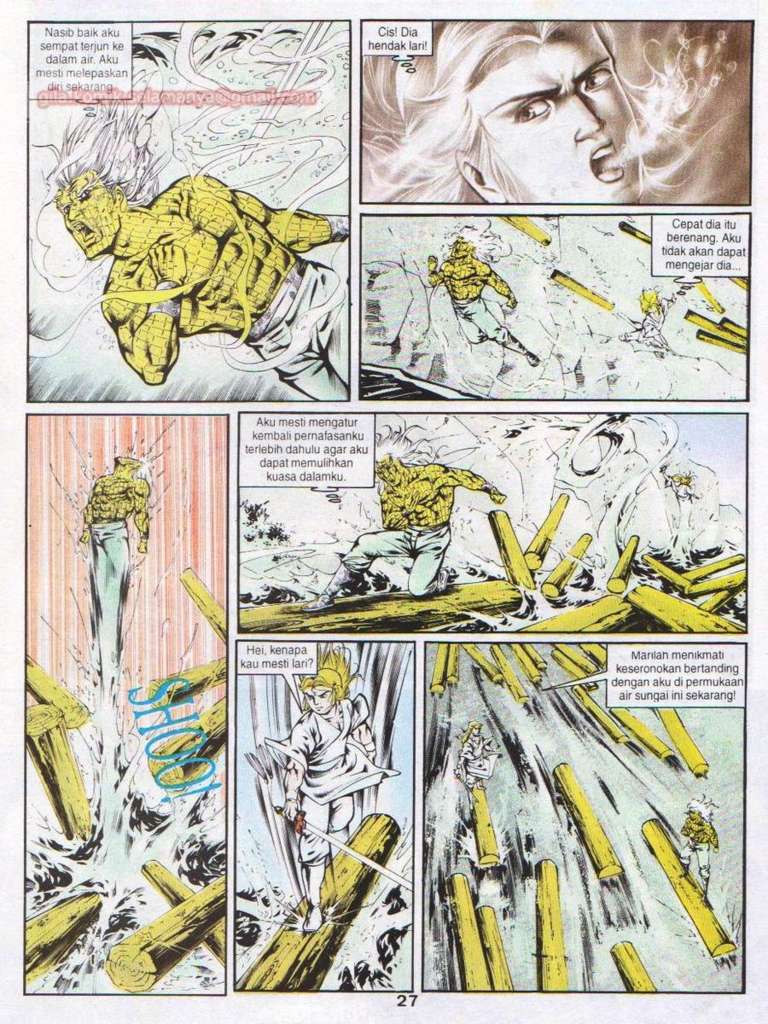 Nasib baik aku
sempat terjun ke
dalam air. Aku
mesti melepaskan
diri sekarang.
Cis! Dia
hendak lari!
Cepat dia itu
berenang. Aku
tidak akan dapat
mengejar dia...
SHOO!
Aku mesti mengatur
kembali pernafasanku
terlebih dahulu agar aku
dapat memulihkan
kuasa dalamku.
Hei, kenapa
kau mesti lari?
Marilah menikmati
keseronokan bertanding
dengan aku di permukaan
air sungai ini sekarang!
27